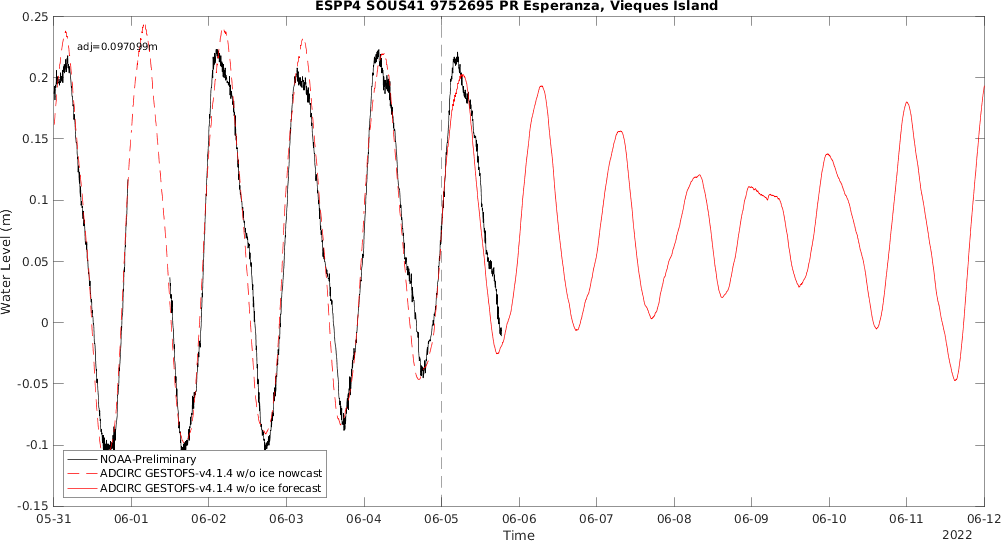 ESPP4 SOUS41 9752695 PR Esperanza, Vieques Island
0.25
adj=0.097099m
0.2
0.15
0.1
0.05
0
-0.05
-0.1
-0.15
Water Level (m)
NOAA-Preliminary
ADCIRC GESTOFS-v4.1.4 w/o ice nowcast
ADCIRC GESTOFS-v4.1.4 w/o ice forecast
05-31 06-01 06-02 06-03 06-04 06-05 06-06 06-07 06-08 06-09 06-10 06-11 06-12
Time
2022